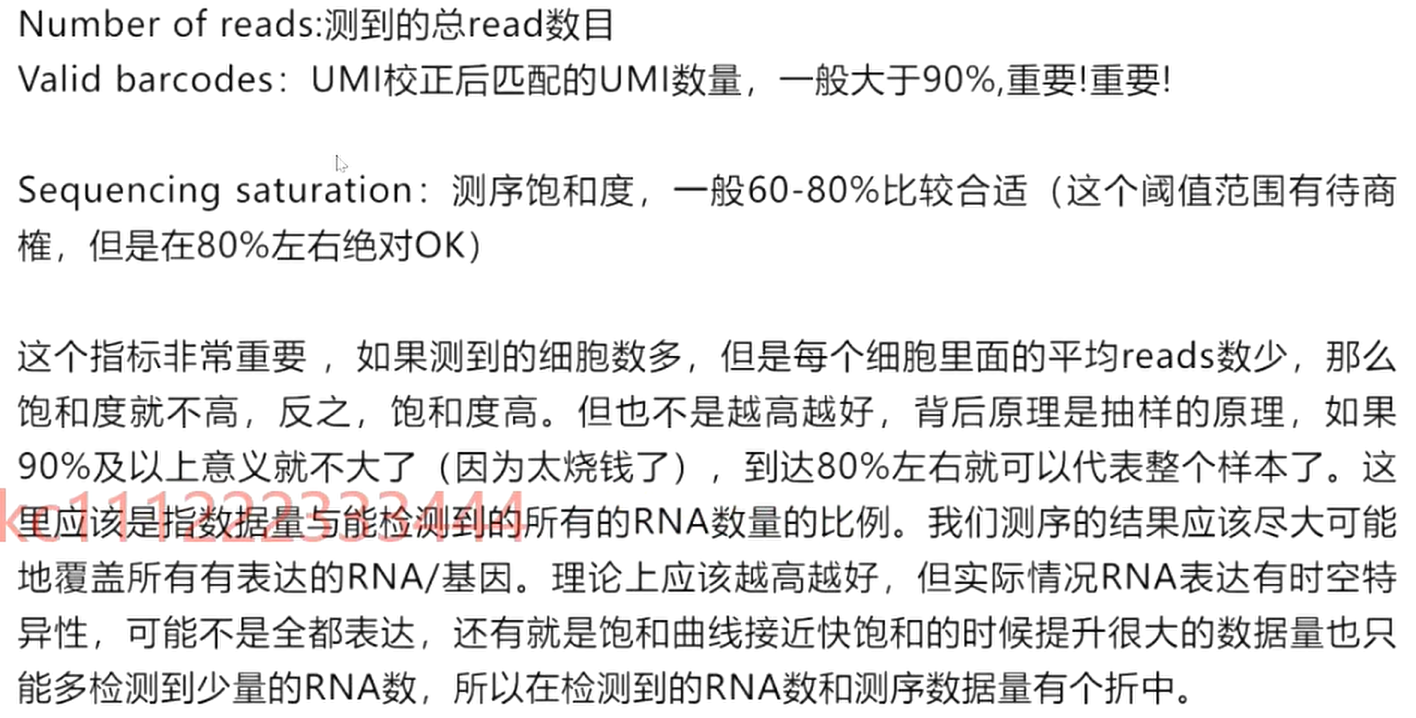 Number of reads:测到的总read数目
Valid barcodes：UMI校正后匹配的UMI数量，一般大于90%,重要!重要!
Sequencing saturation：测序饱和度，一般60-80%比较合适（这个阈值范围有待商
榷，但是在80%左右绝对OK）
这个指标非常重要 ，如果测到的细胞数多，但是每个细胞里面的平均reads数少，那么
饱和度就不高，反之，饱和度高。但也不是越高越好，背后原理是抽样的原理，如果
90%及以上意义就不大了（因为太烧钱了），到达80%左右就可以代表整个样本了。这
里应该是指数据量与能检测到的所有的RNA数量的比例。我们测序的结果应该尽大可能
kc111222333444
地覆盖所有有表达的RNA/基因。理论上应该越高越好，但实际情况RNA表达有时空特
异性，可能不是全都表达，还有就是饱和曲线接近快饱和的时候提升很大的数据量也只
能多检测到少量的RNA数，所以在检测到的RNA数和测序数据量有个折中。